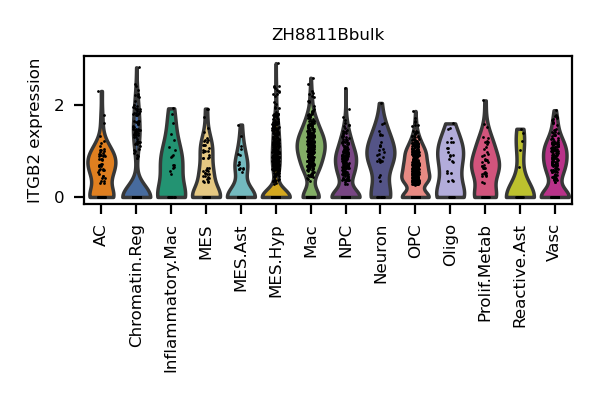 ZH8811Bbulk
ITGB2 expression
2
0
AC
Chromatin.Reg
Inflammatory.Mac
MES
MES.Ast
MES.Hyp
Mac
NPC
Neuron
OPC
Oligo
Prolif.Metab
Reactive.Ast
Vasc